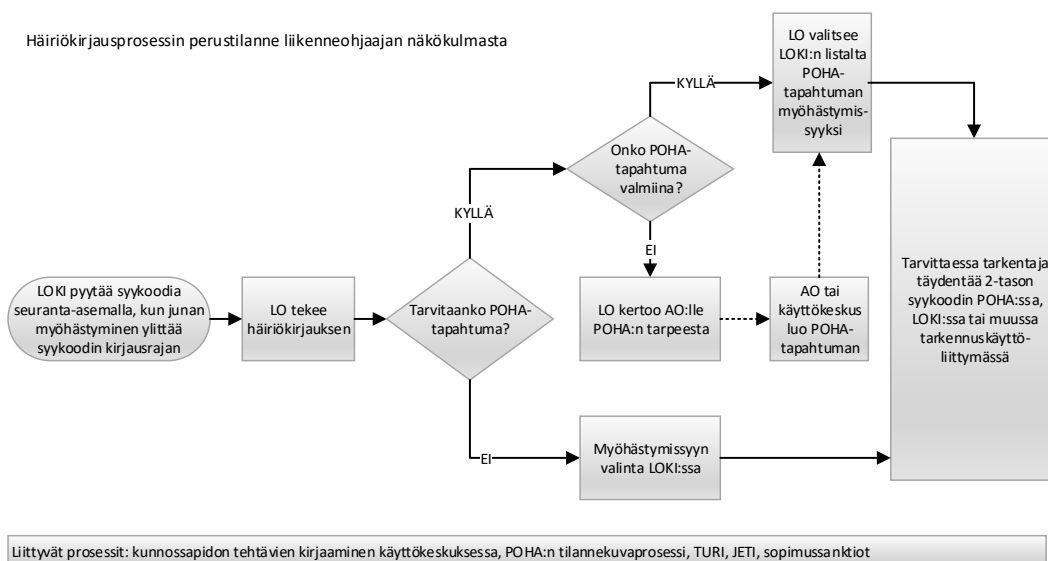 Häiriökirjausprosessin perustilanne liikenneohjaajan näkökulmasta
LOKI pyytää syykoodia
seuranta-asemalla, kun junan
myöhästyminen ylittää
syykoodin kirjausrajan
LO tekee
häiriökirjauksen
Tarvitaanko POHA-
tapahtuma?
KYLLÄ
Onko POHA-
tapahtuma
valmiina?
KYLLÄ
LO valitsee
LOKI:n listalta
POHA-
tapahtuman
myöhästymis-
syyksi
EI
LO kertoo AO:lle
POHA:n tarpeesta
AO tai
käyttökeskus
luo POHA-
tapahtuman
EI
Myöhästymissyyn
valinta LOKI:ssa
Tarvittaessa tarkentaja
täydentää 2-tason
syykoodin POHA:ssa,
LOKI:ssa tai muussa
tarkennuskäyttö-
liittymässä
Liittyvät prosessit: kunnossapidon tehtävien kirjaaminen käyttökeskuksessa, POHA:n tilannekuvaprosessi, TURI, JETI, sopimussanktiot